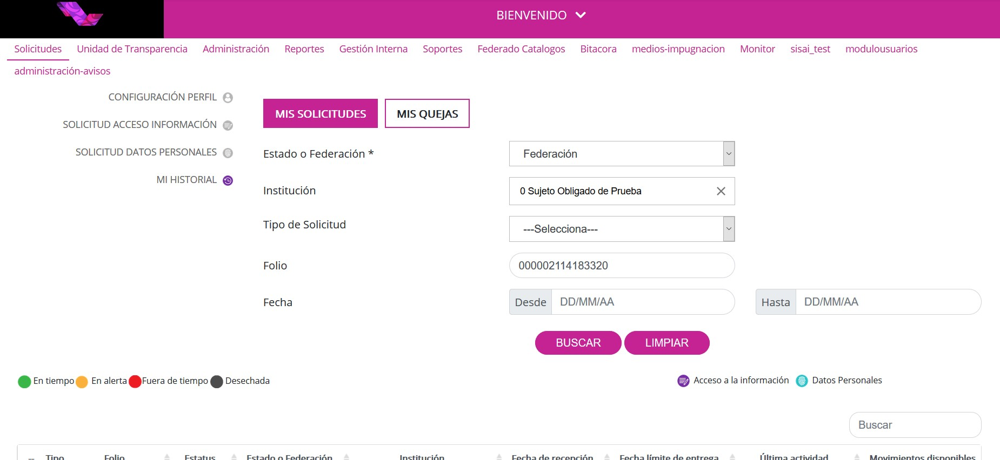 BIENVENIDO
Solicitudes Unidad de Transparencia Administración Reportes Gestión Interna Soportes Federado Catalogos Bitacora medios-impugnacion Monitor sisai_test modulousuarios
administración-avisos
CONFIGURACIÓN PERFIL
SOLICITUD ACCESO INFORMACIÓN
SOLICITUD DATOS PERSONALES
MI HISTORIAL
MIS SOLICITUDES MIS QUEJAS
Estado o Federación * Federación
Institución 0 Sujeto Obligado de Prueba
Tipo de Solicitud ---Selecciona---
Folio 000002114183320
Fecha Desde DD/MM/AA Hasta DD/MM/AA
BUSCAR LIMPIAR
En tiempo En alerta Fuera de tiempo Desechada Acceso a la información Datos Personales
Buscar
-- Tipo Folio Estatus Estado o Federación Institución Fecha de recepción Fecha límite de entrega Última actividad Movimientos disponibles